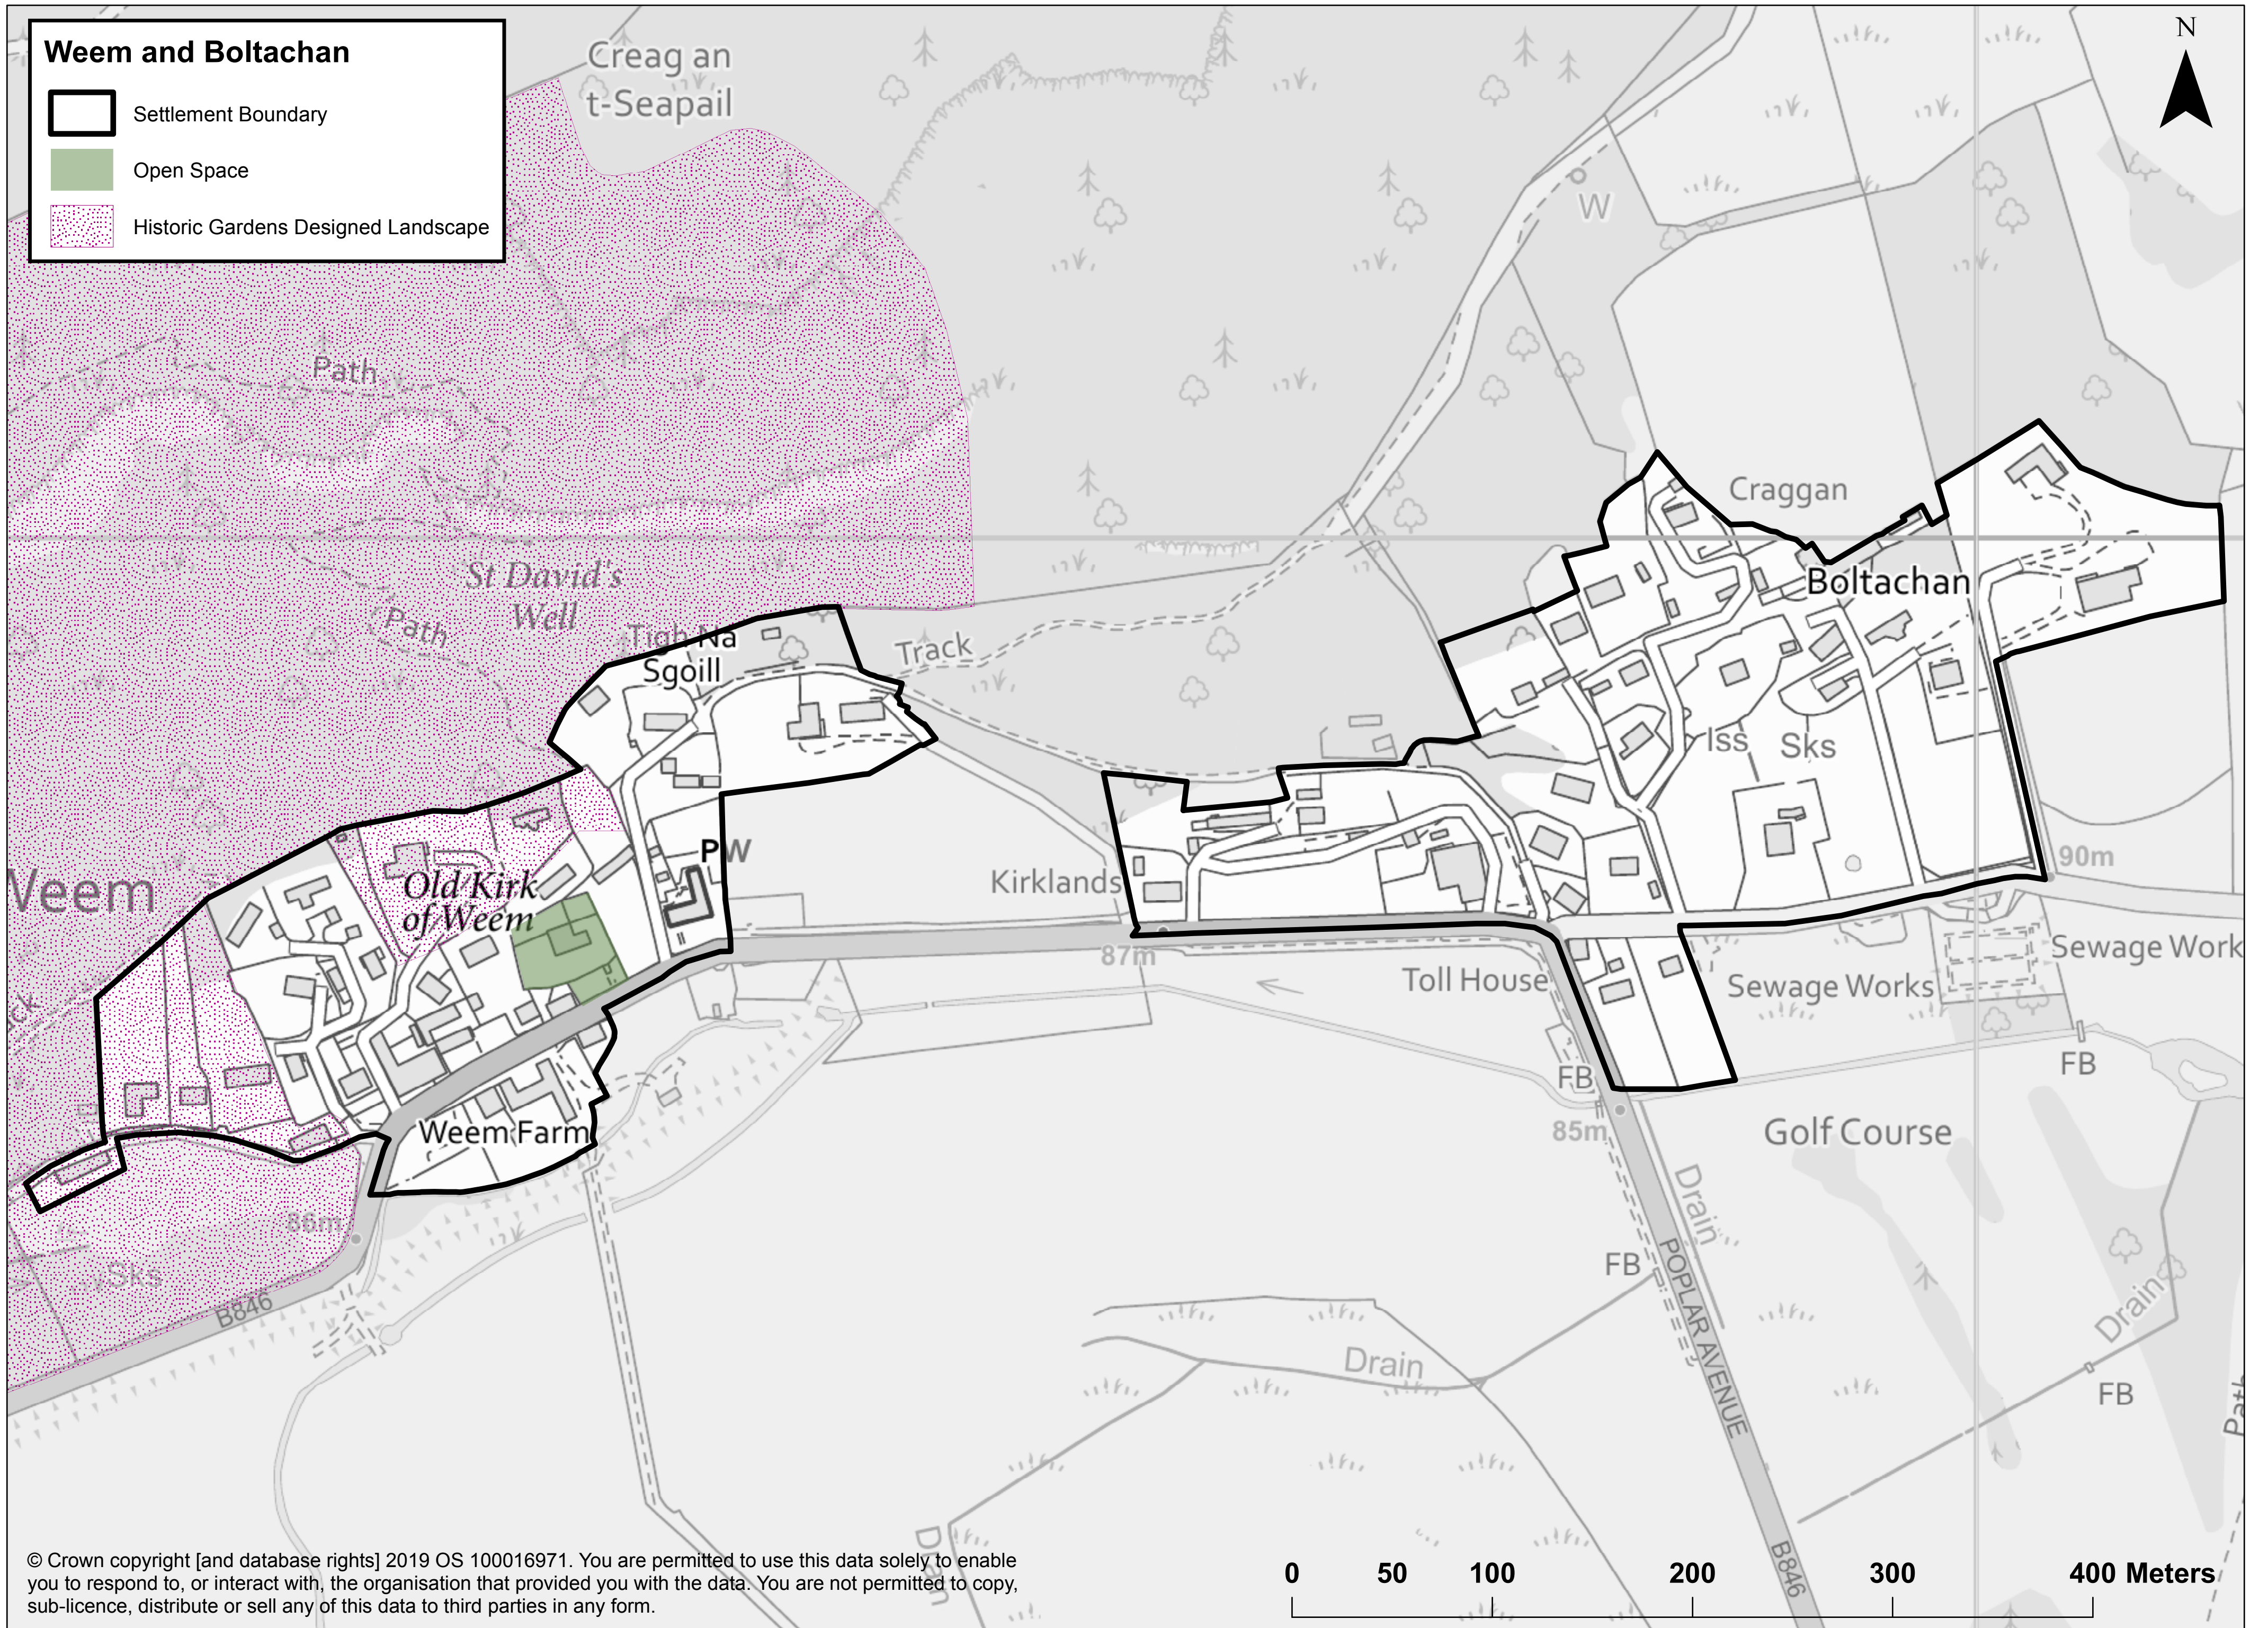 Weem and Boltachan
Settlement Boundary
Open Space
Historic Gardens Designed Landscape
Creag an
t-Seapail
N
W
Path
Craggan
St David's
Well
Path
Boltachan
Tigh Na
Sgoill
Track
Iss
Sks
PW
90m
Weem
Old Kirk
of Weem
Kirklands
87m
Toll House
Sewage Works
Sewage Work
FB
FB
Weem Farm
85m
Golf Course
Drain
86m
Sks
B846
FB
POPLAR AVENUE
Drain
Drain
FB
Path
Drain
B846
© Crown copyright [and database rights] 2019 OS 100016971. You are permitted to use this data solely to enable
you to respond to, or interact with, the organisation that provided you with the data. You are not permitted to copy,
sub-licence, distribute or sell any of this data to third parties in any form.
0 50 100 200 300 400 Meters